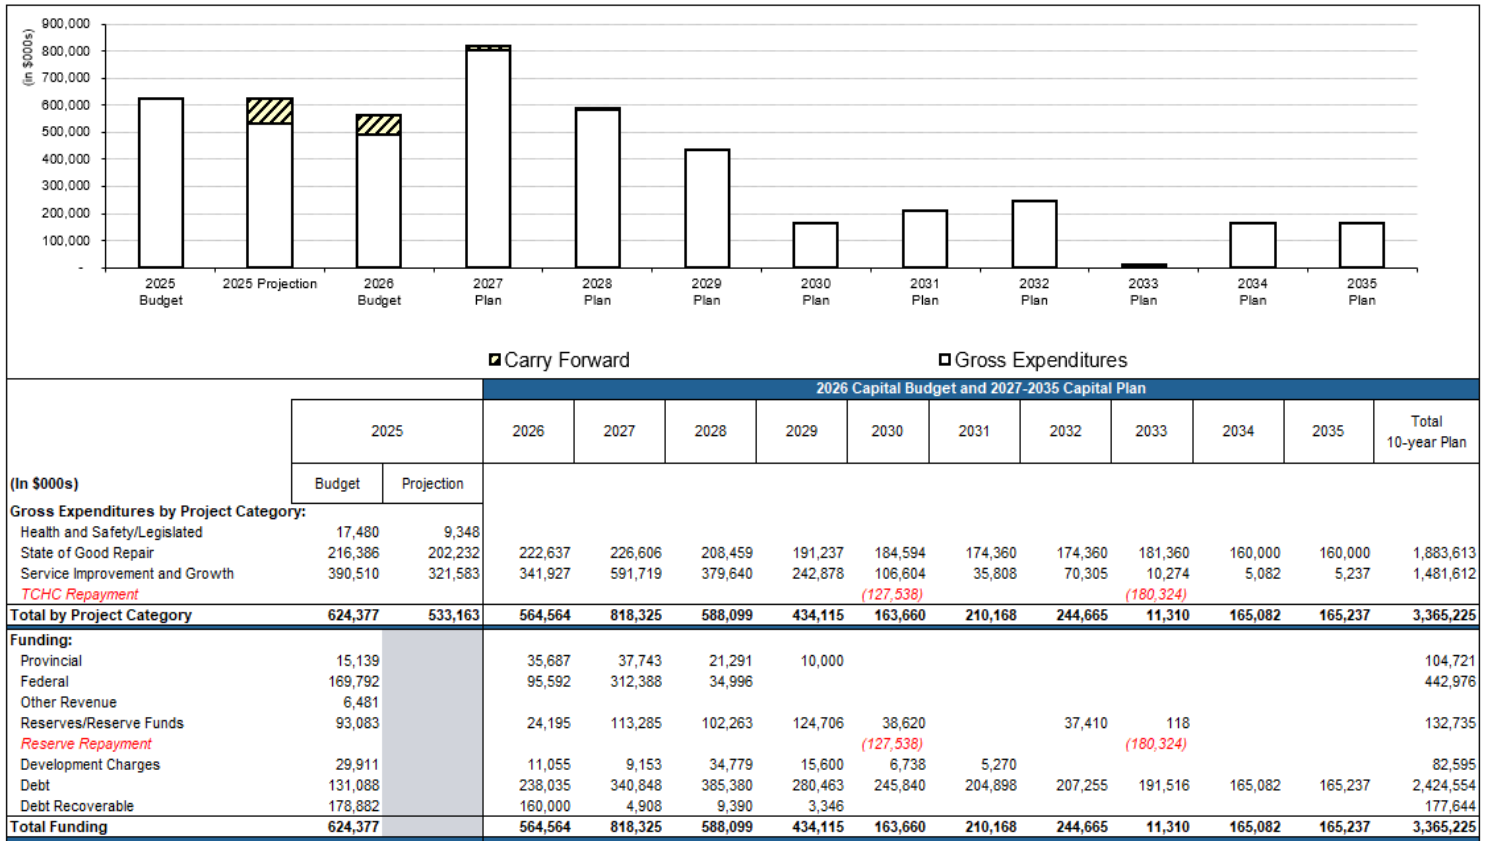 900,000
800,000
700,000
600,000
500,000
400,000
300,000
200,000
100,000
-
(in $000s)
2025 Budget 2025 Projection 2026 Budget 2027 Plan 2028 Plan 2029 Plan 2030 Plan 2031 Plan 2032 Plan 2033 Plan 2034 Plan 2035 Plan
Carry Forward Gross Expenditures
2026 Capital Budget and 2027-2035 Capital Plan
2025 2026 2027 2028 2029 2030 2031 2032 2033 2034 2035 Total 10-year Plan
(In $000s) Budget Projection
Gross Expenditures by Project Category:
Health and Safety/Legislated 17,480 9,348
State of Good Repair 216,386 202,232 222,637 226,606 208,459 191,237 184,594 174,360 174,360 181,360 160,000 160,000 1,883,613
Service Improvement and Growth 390,510 321,583 341,927 591,719 379,640 242,878 106,604 35,808 70,305 10,274 5,082 5,237 1,481,612
TCHC Repayment (127,538) (180,324)
Total by Project Category 624,377 533,163 564,564 818,325 588,099 434,115 163,660 210,168 244,665 11,310 165,082 165,237 3,365,225
Funding:
Provincial 15,139 35,687 37,743 21,291 10,000 104,721
Federal 169,792 95,592 312,388 34,996 442,976
Other Revenue 6,481
Reserves/Reserve Funds 93,083 24,195 113,285 102,263 124,706 38,620 37,410 118 132,735
Reserve Repayment (127,538) (180,324)
Development Charges 29,911 11,055 9,153 34,779 15,600 6,738 5,270 82,595
Debt 131,088 238,035 340,848 385,380 280,463 245,840 204,898 207,255 191,516 165,082 165,237 2,424,554
Debt Recoverable 178,882 160,000 4,908 9,390 3,346 177,644
Total Funding 624,377 564,564 818,325 588,099 434,115 163,660 210,168 244,665 11,310 165,082 165,237 3,365,225